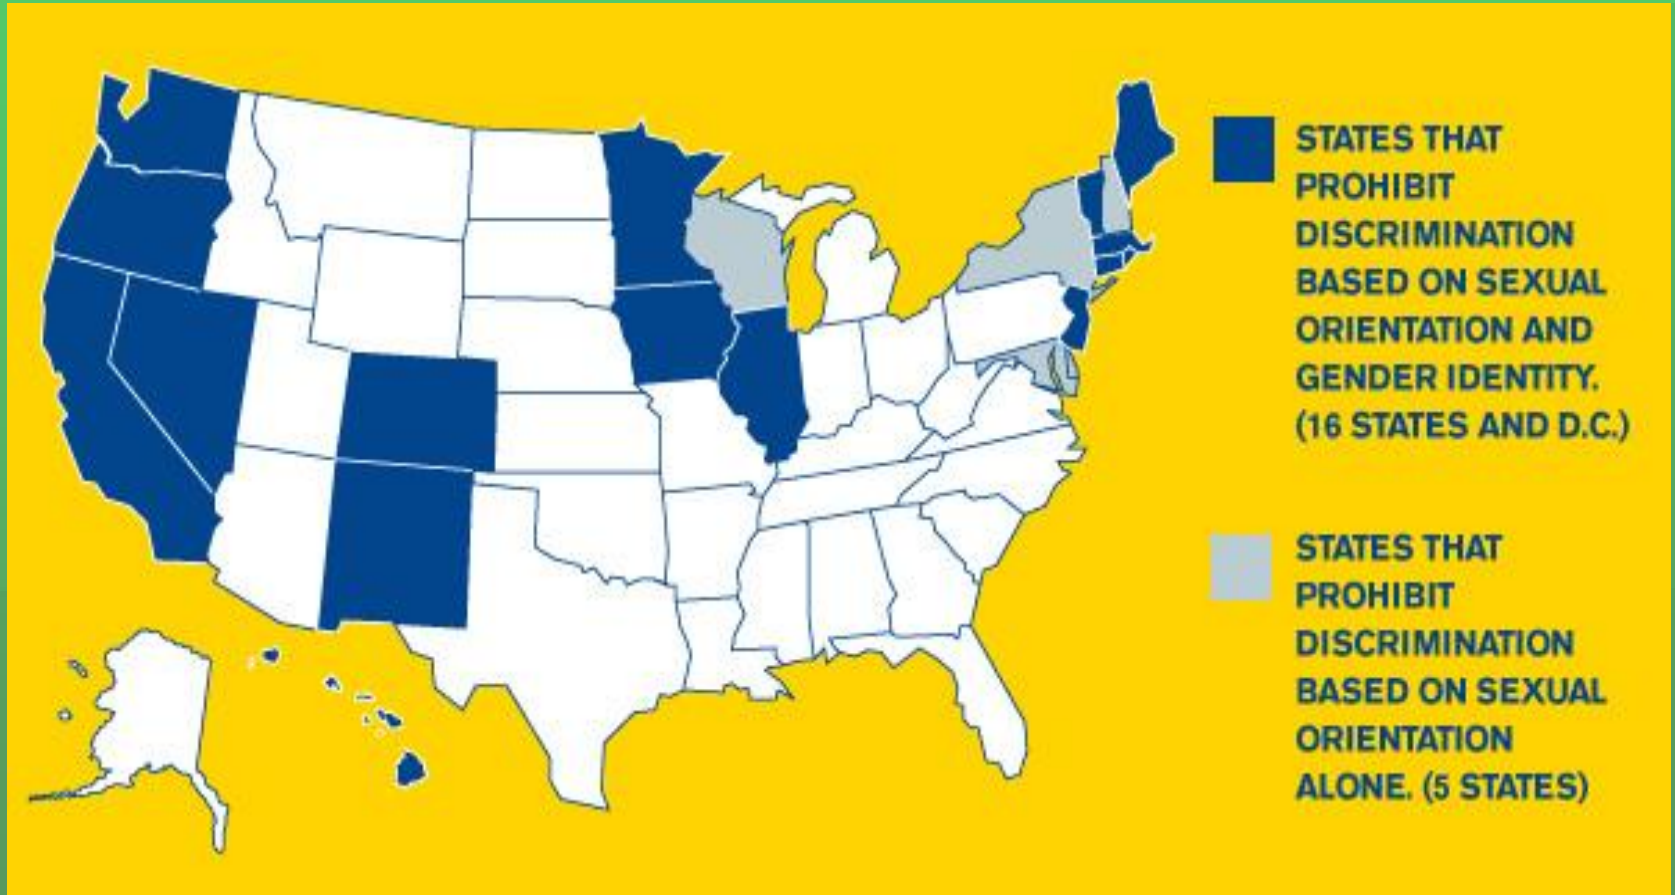 STATES THAT
PROHIBIT
DISCRIMINATION
BASED ON SEXUAL
ORIENTATION AND
GENDER IDENTITY.
(16 STATES AND D.C.)
STATES THAT
PROHIBIT
DISCRIMINATION
BASED ON SEXUAL
ORIENTATION
ALONE. (5 STATES)